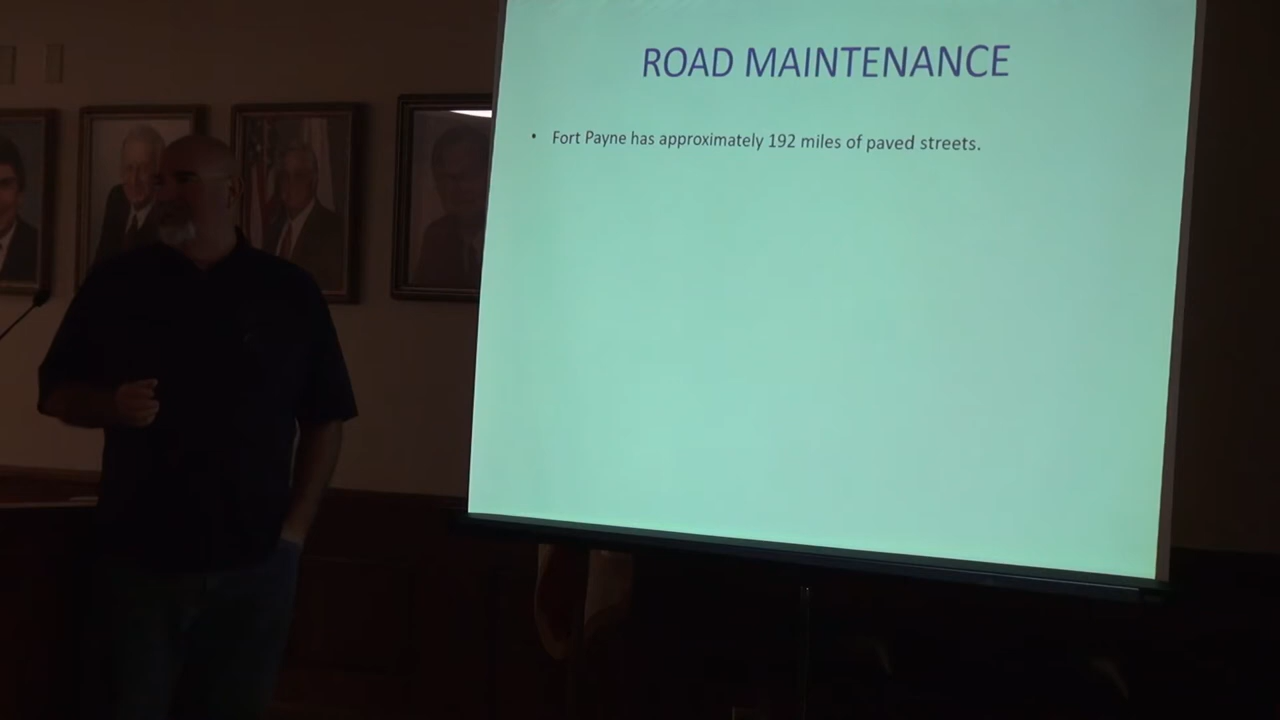 ROAD MAINTENANCE
• Fort Payne has approximately 192 miles of paved streets.